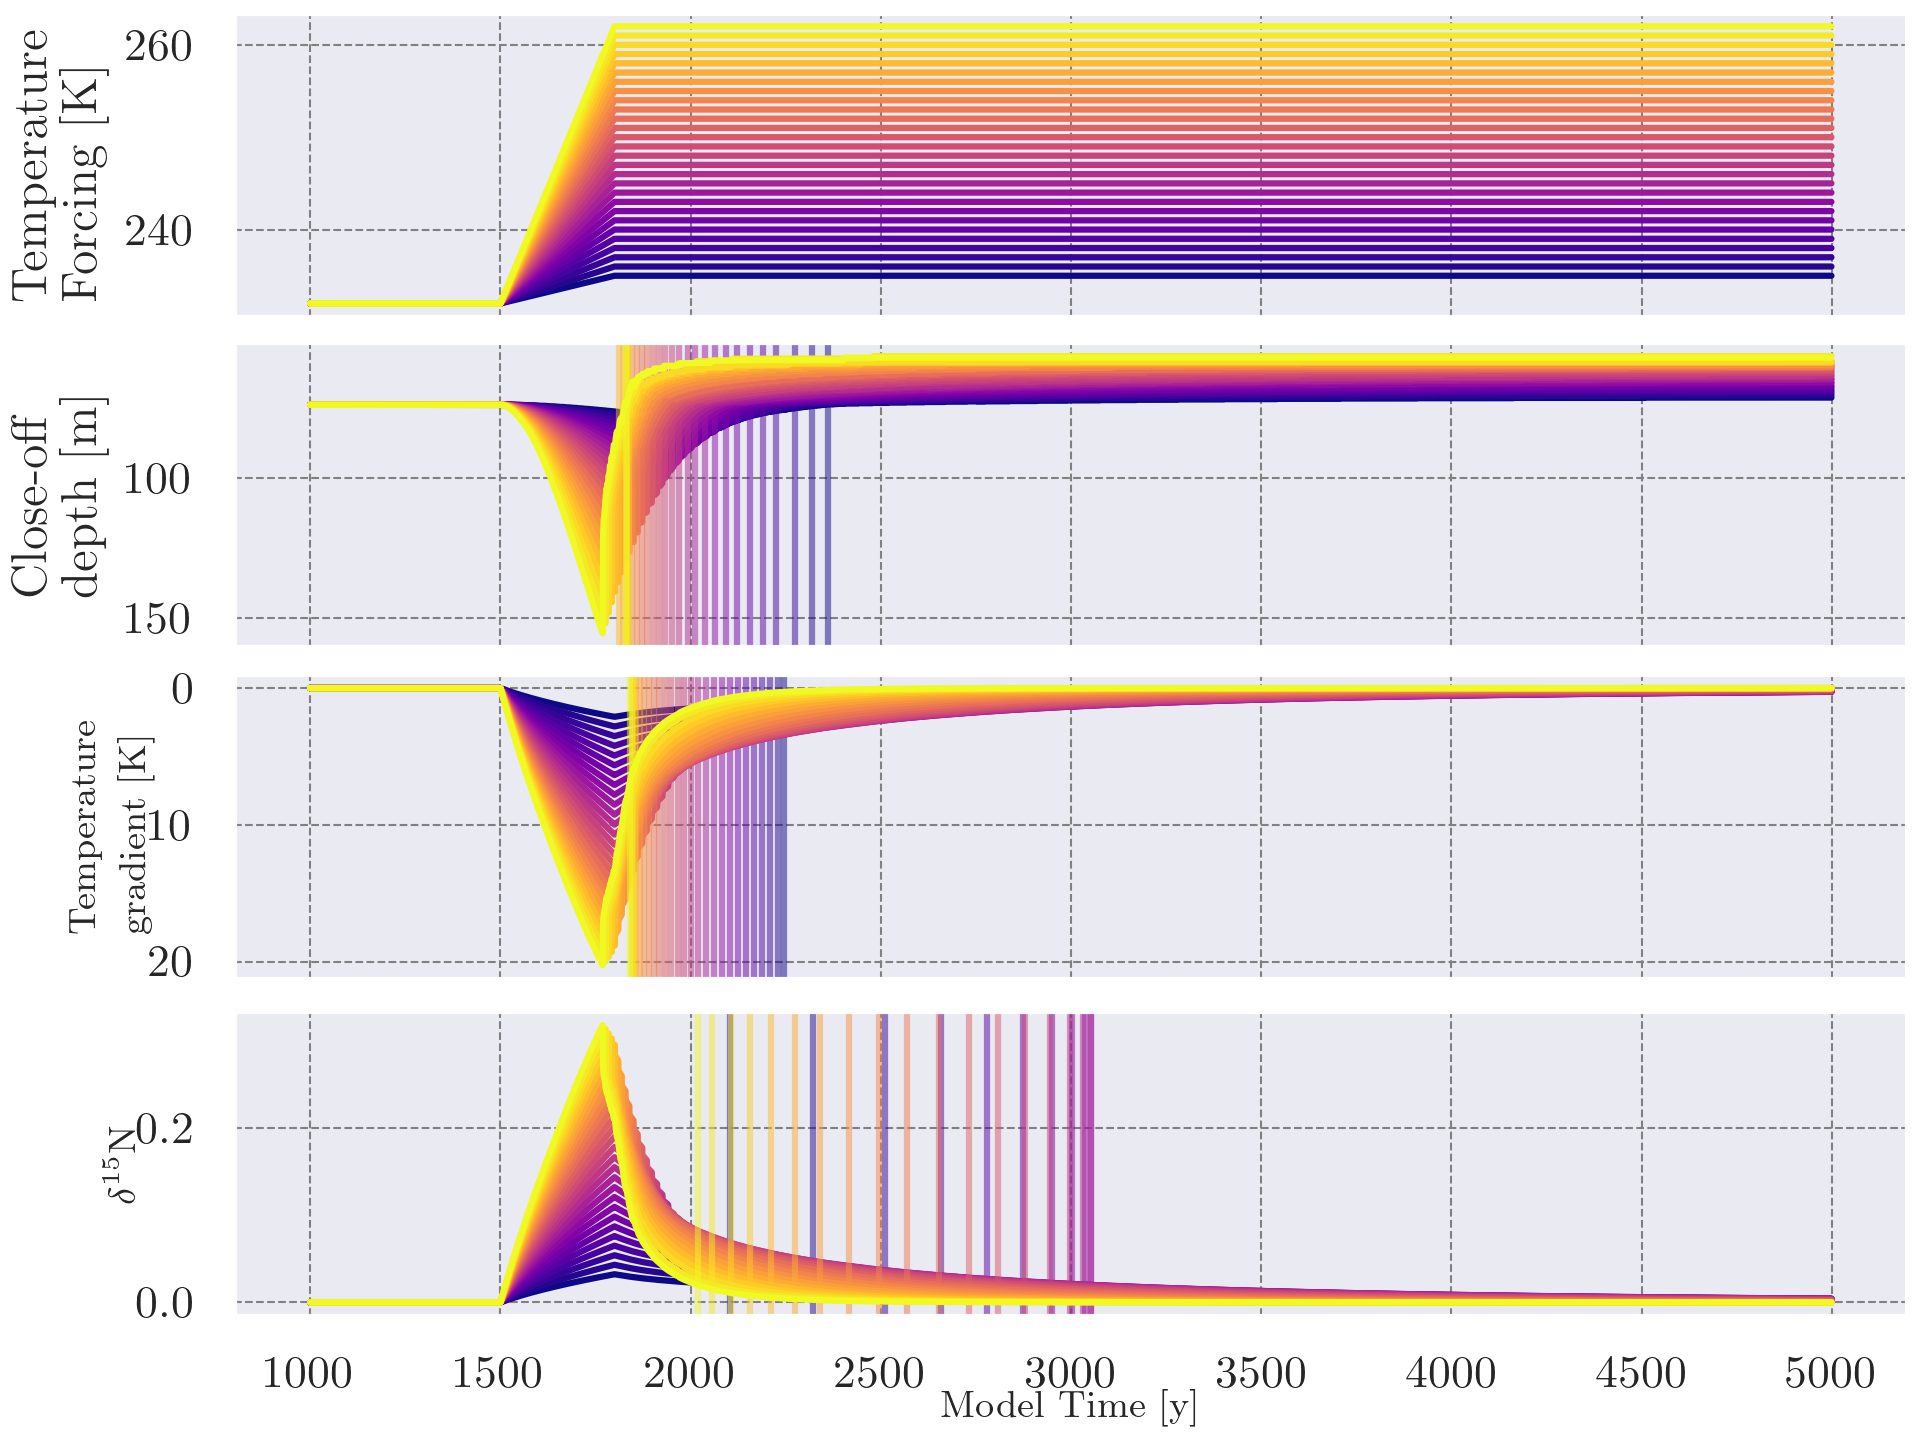 Temperature
Forcing [K]
260
240
Close-off
depth [m]
100
150
Temperature
gradient [K]
0
10
20
δ¹⁵N
0.2
0.0
1000 1500 2000 2500 3000 3500 4000 4500 5000
Model Time [y]